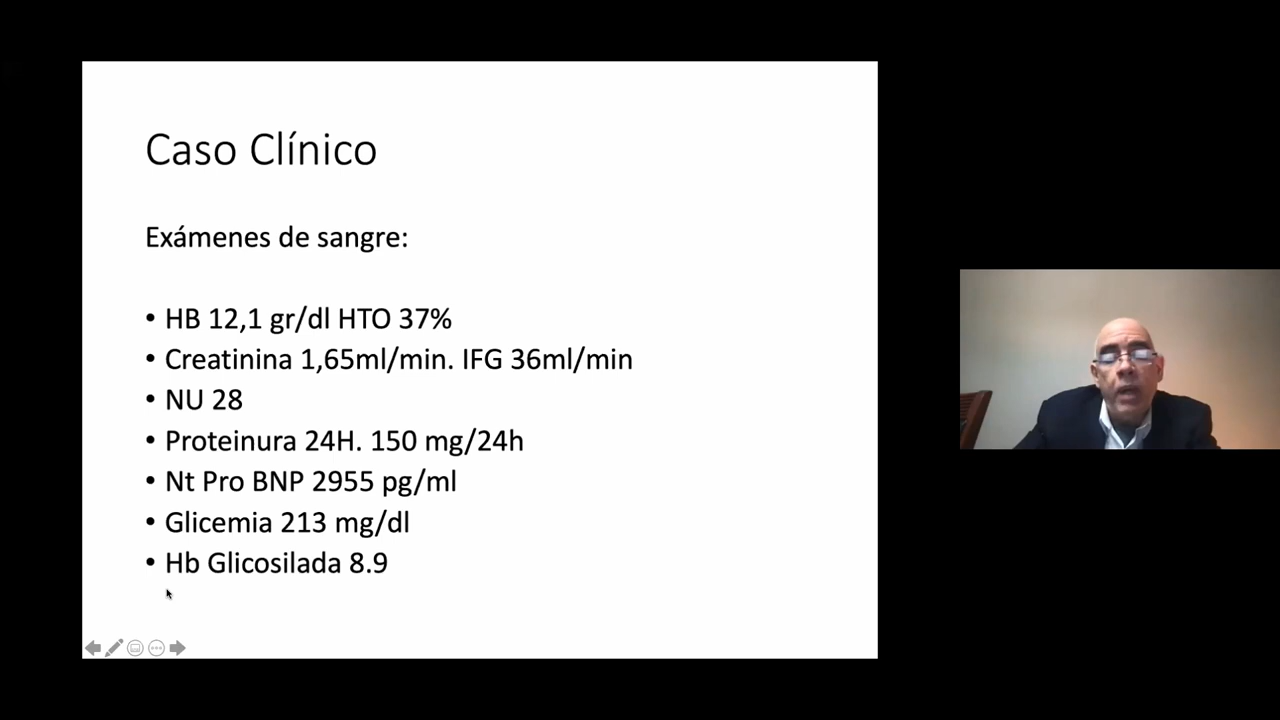 Caso Clínico
Exámenes de sangre:
• HB 12,1 gr/dl HTO 37%
• Creatinina 1,65ml/min. IFG 36ml/min
• NU 28
• Proteinura 24H. 150 mg/24h
• Nt Pro BNP 2955 pg/ml
• Glicemia 213 mg/dl
• Hb Glicosilada 8.9